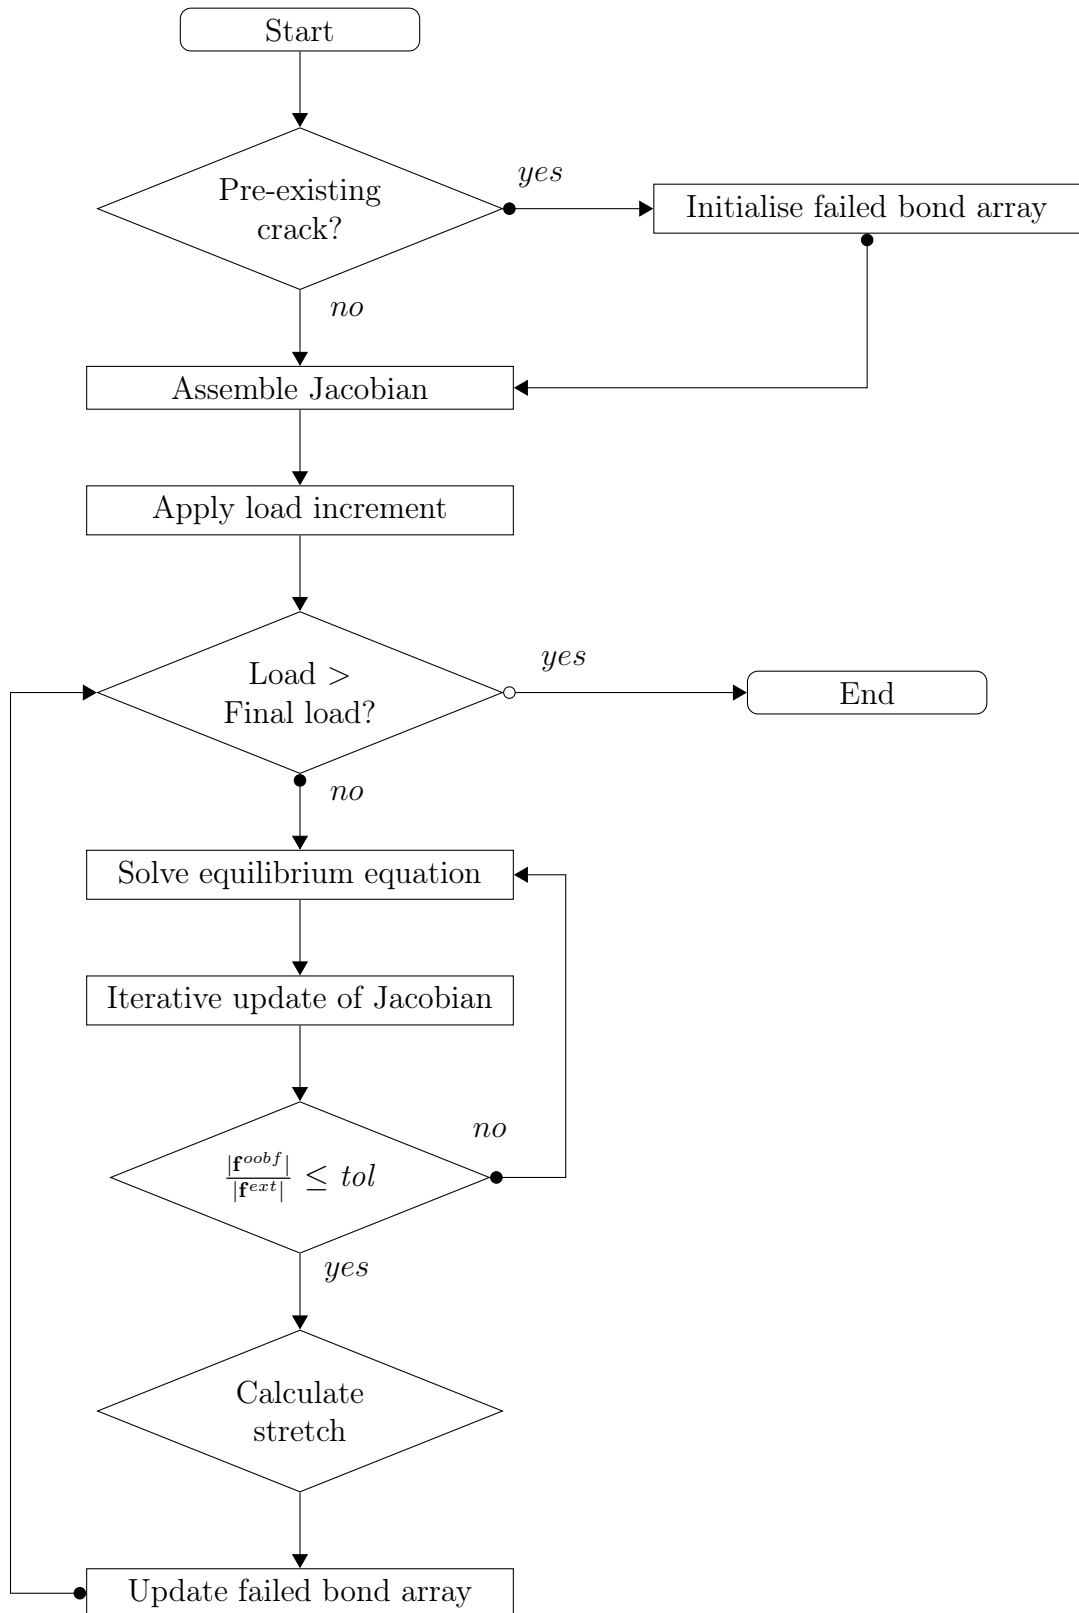 Start
Pre-existing
crack?
yes
Initialise failed bond array
no
Assemble Jacobian
Apply load increment
Load >
Final load?
yes
End
no
Solve equilibrium equation
Iterative update of Jacobian
no
|f^{oobf}| / |f^{ext}| ≤ tol
yes
Calculate
stretch
Update failed bond array